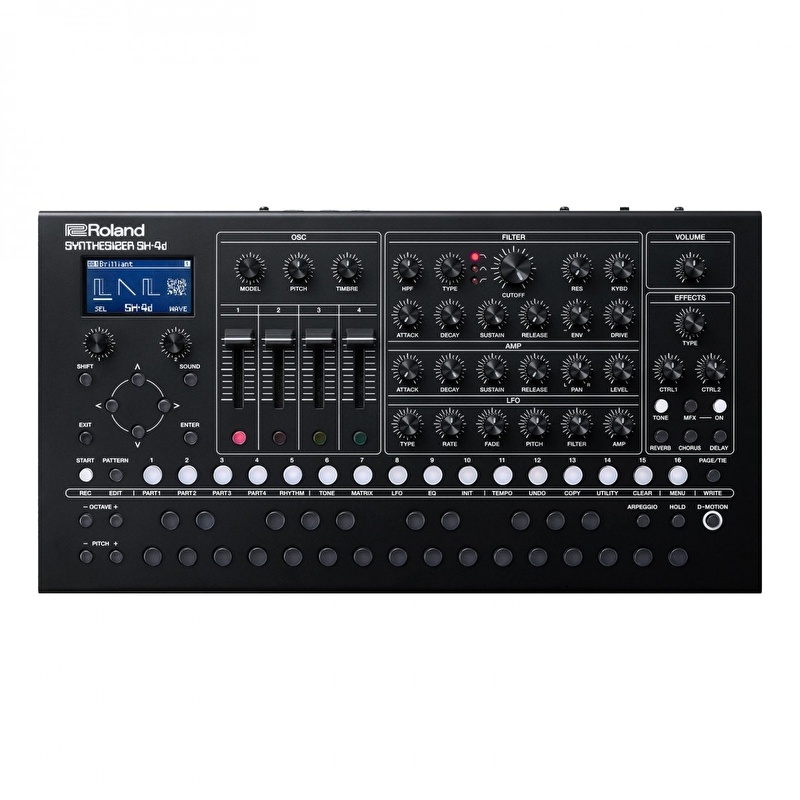 Roland
SYNTHESIZER SH-4d
001 Brilliant
SEL SH-4d WAVE
SHIFT SOUND
EXIT ENTER
OSC
MODEL PITCH TIMBRE
1 2 3 4
FILTER
HPF TYPE CUTOFF RES KYBD
ATTACK DECAY SUSTAIN RELEASE ENV DRIVE
AMP
ATTACK DECAY SUSTAIN RELEASE L PAN R LEVEL
LFO
TYPE RATE FADE PITCH FILTER AMP
VOLUME
EFFECTS
TYPE
CTRL1 CTRL2
TONE MFX ON
REVERB CHORUS DELAY
START PATTERN 1 2 3 4 5 6 7 8 9 10 11 12 13 14 15 16 PAGE/TIE
REC EDIT PART1 PART2 PART3 PART4 RHYTHM TONE MATRIX LFO EQ INIT TEMPO UNDO COPY UTILITY CLEAR MENU WRITE
− OCTAVE + ARPEGGIO HOLD D-MOTION
− PITCH +